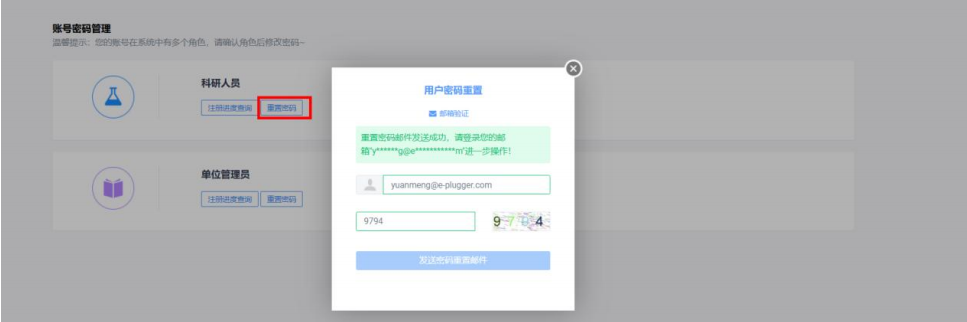 账号密码管理
温馨提示：您的账号在系统中有多个角色，请确认角色后修改密码~
科研人员
注册进度查询 重置密码
单位管理员
注册进度查询 重置密码
用户密码重置
邮箱验证
重置密码邮件发送成功，请登录您的邮
箱"y******g@e***********m"进一步操作！
yuanmeng@e-plugger.com
9794
9 7 9 4
发送密码重置邮件